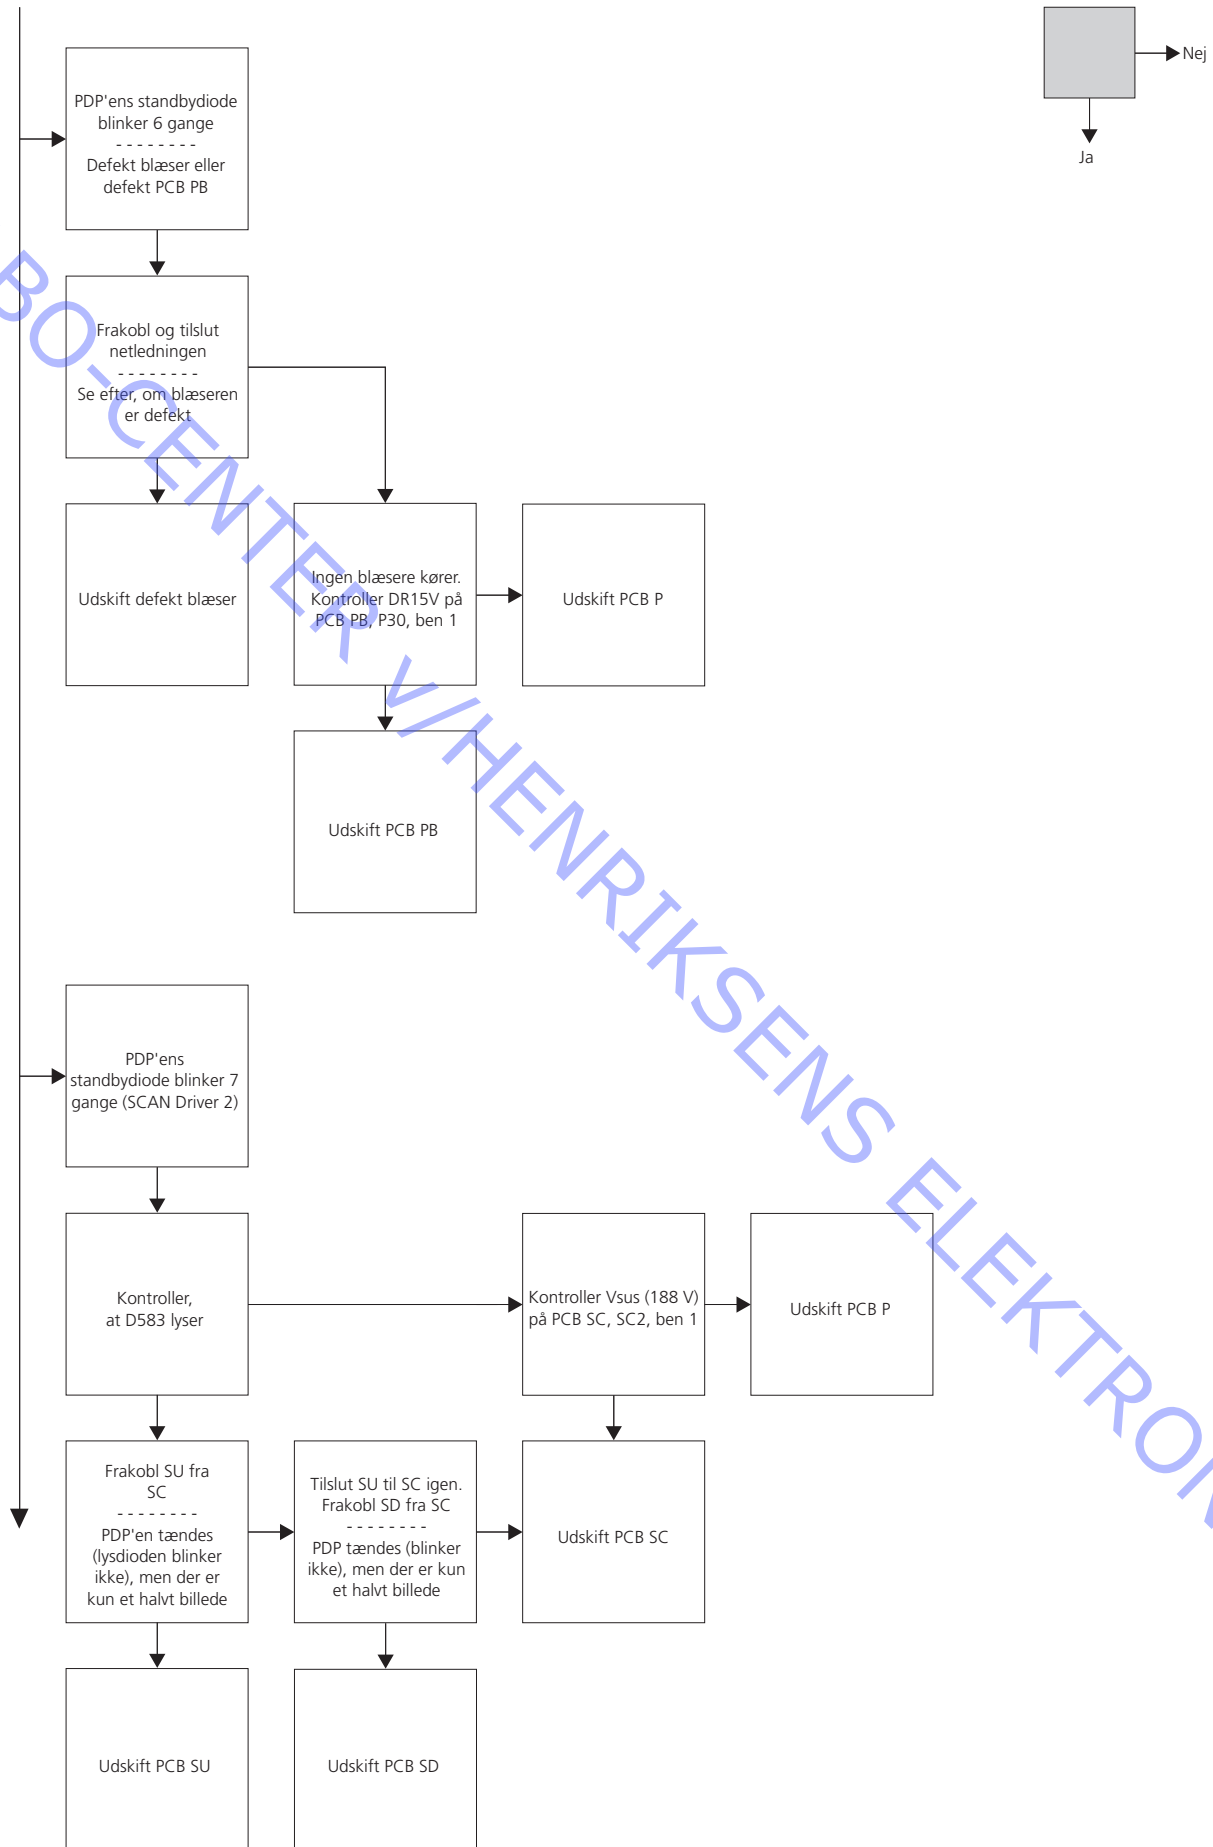 Nej
Ja
PDP'ens standbydiode
blinker 6 gange
- - - - - - - -
Defekt blæser eller
defekt PCB PB
Frakobl og tilslut
netledningen
- - - - - - - -
Se efter, om blæseren
er defekt
Udskift defekt blæser
Ingen blæsere kører.
Kontroller DR15V på
PCB PB, P30, ben 1
Udskift PCB P
Udskift PCB PB
PDP'ens
standbydiode blinker 7
gange (SCAN Driver 2)
Kontroller,
at D583 lyser
Kontroller Vsus (188 V)
på PCB SC, SC2, ben 1
Udskift PCB P
Frakobl SU fra
SC
- - - - - - - -
PDP'en tændes
(lysdioden blinker
ikke), men der er
kun et halvt billede
Tilslut SU til SC igen.
Frakobl SD fra SC
- - - - - - - -
PDP tændes (blinker
ikke), men der er kun
et halvt billede
Udskift PCB SC
Udskift PCB SU
Udskift PCB SD
BO-CENTER v/HENRIKSENS ELEKTRON